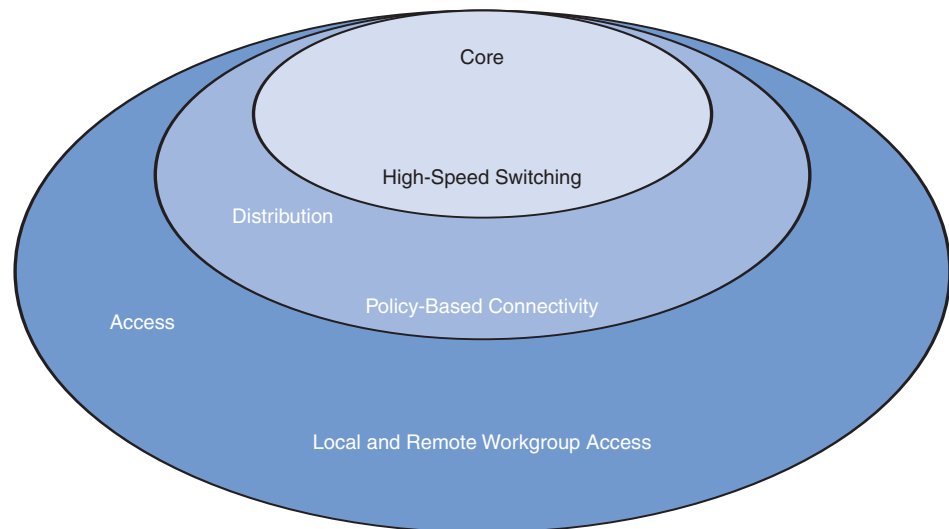 Core
High-Speed Switching
Distribution
Policy-Based Connectivity
Access
Local and Remote Workgroup Access